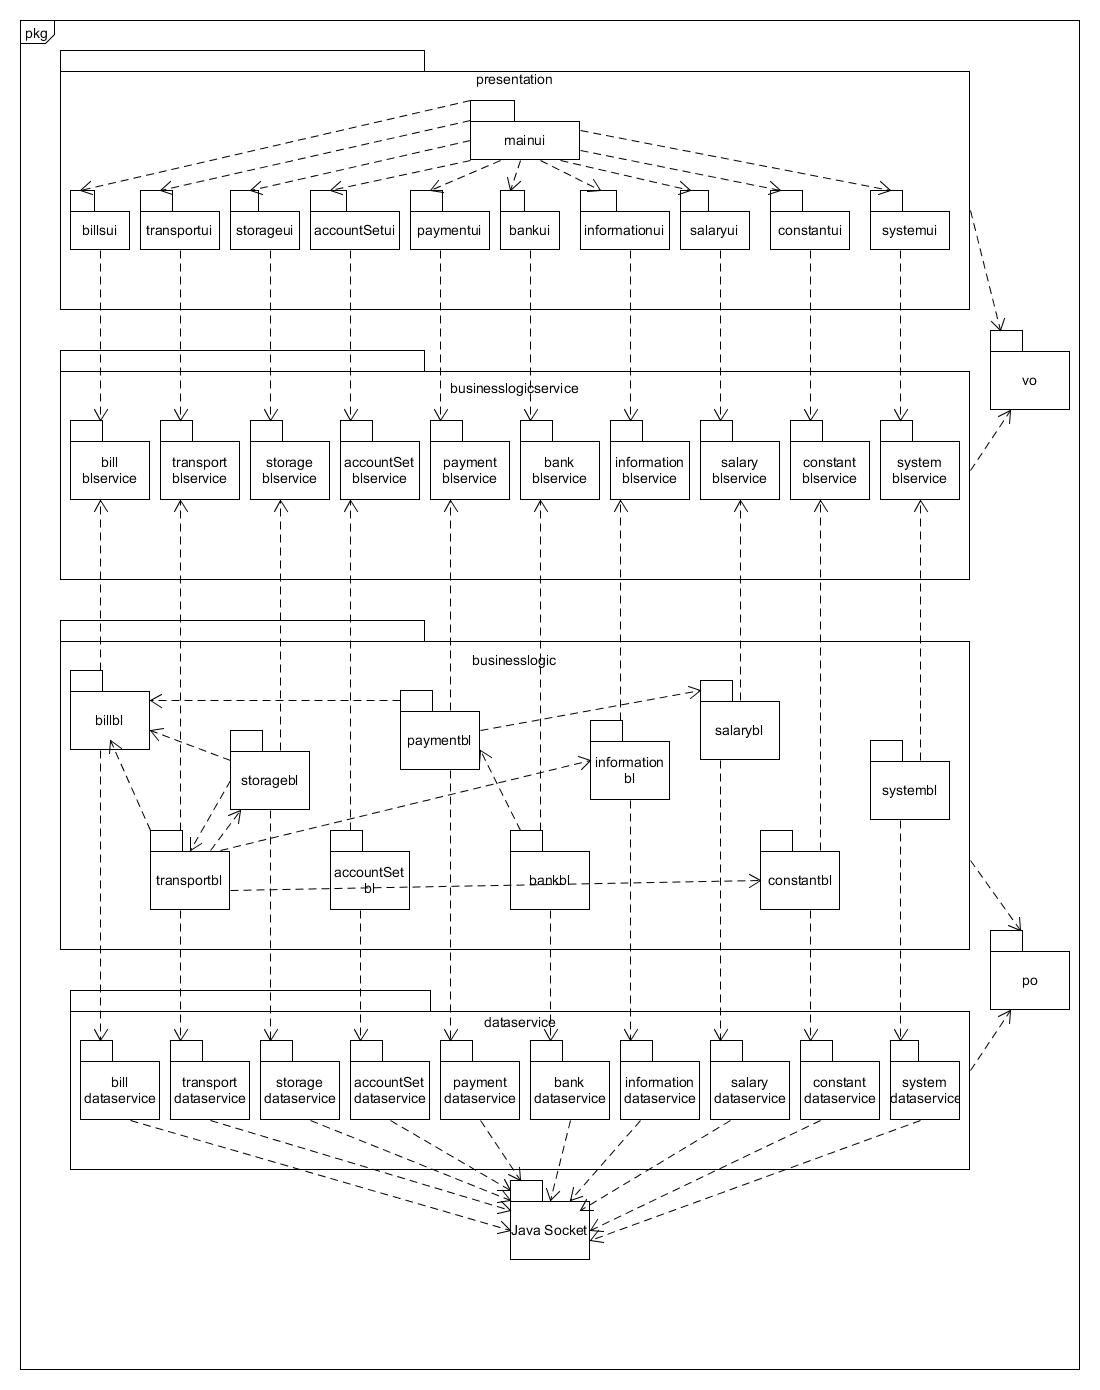 pkg
presentation
mainui
billsui
transportui
storageui
accountSetui
paymentui
bankui
informationui
salaryui
constantui
systemui
vo
businesslogicservice
bill
blservice
transport
blservice
storage
blservice
accountSet
blservice
payment
blservice
bank
blservice
information
blservice
salary
blservice
constant
blservice
system
blservice
businesslogic
billbl
paymentbl
salarybl
storagebl
information
bl
systembl
transportbl
accountSet
bl
bankbl
constantbl
po
dataservice
bill
dataservice
transport
dataservice
storage
dataservice
accountSet
dataservice
payment
dataservice
bank
dataservice
information
dataservice
salary
dataservice
constant
dataservice
system
dataservice
Java Socket